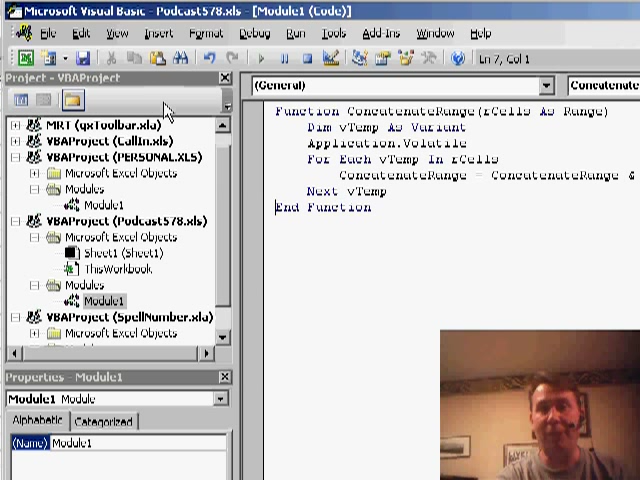 Microsoft Visual Basic - Podcast578.xls - [Module1 (Code)]
File Edit View Insert Format Debug Run Tools Add-Ins Window Help
Ln 7, Col 1
Project - VBAProject
(General)
Concatenate
MRT (qxToolbar.xla)
VBAProject (CallIn.xls)
VBAProject (PERSONAL.XLS)
Microsoft Excel Objects
Modules
Module1
VBAProject (Podcast578.xls)
Microsoft Excel Objects
Sheet1 (Sheet1)
ThisWorkbook
Modules
Module1
VBAProject (SpellNumber.xla)
Microsoft Excel Objects
Function ConcatenateRange(rCells As Range)
Dim vTemp As Variant
Application.Volatile
For Each vTemp In rCells
ConcatenateRange = ConcatenateRange &
Next vTemp
End Function
Properties - Module1
Module1 Module
Alphabetic Categorized
(Name) Module1